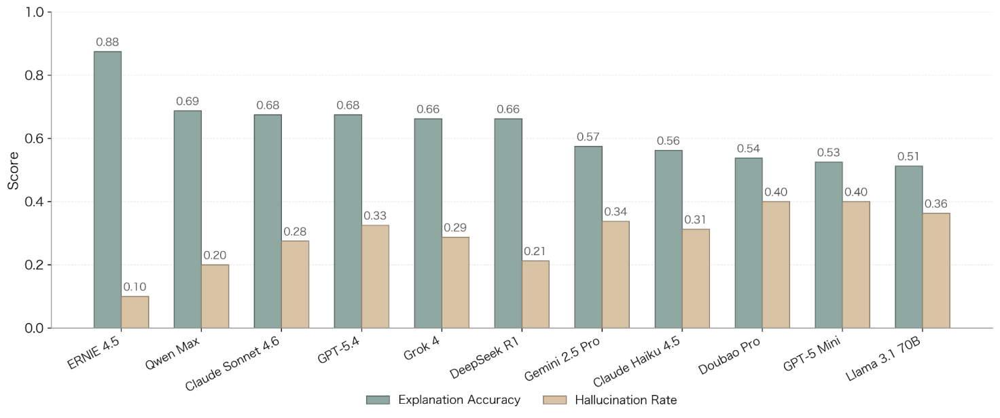 1.0
0.8
0.6
0.4
0.2
0.0
Score
0.88
0.10
0.69
0.20
0.68
0.28
0.68
0.33
0.66
0.29
0.66
0.21
0.57
0.34
0.56
0.31
0.54
0.40
0.53
0.40
0.51
0.36
ERNIE 4.5
Qwen Max
Claude Sonnet 4.6
GPT-5.4
Grok 4
DeepSeek R1
Gemini 2.5 Pro
Claude Haiku 4.5
Doubao Pro
GPT-5 Mini
Llama 3.1 70B
Explanation Accuracy
Hallucination Rate